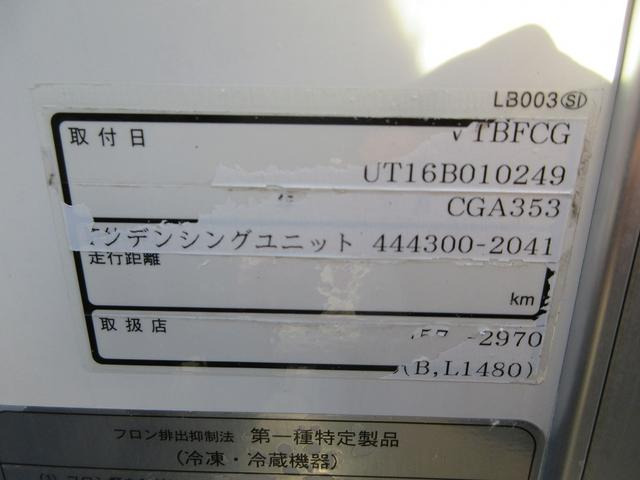 LB003 SI
取付日
VTBFCG
UT16B010249
CGA353
ンデンシングユニット 444300-2041
走行距離
km
取扱店
-2970
(B,L1480)
フロン排出抑制法 第一種特定製品
(冷凍・冷蔵機器)